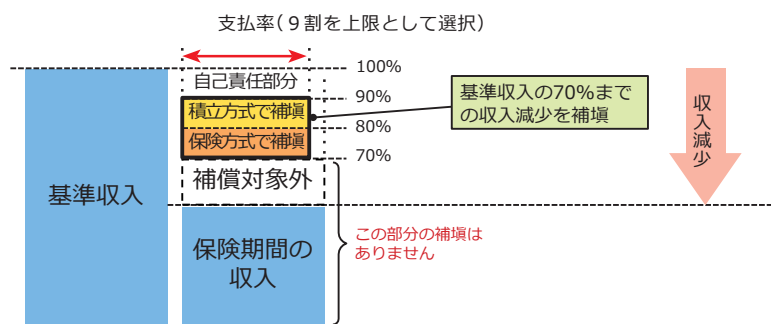 支払率(９割を上限として選択)
100%
自己責任部分
90%
積立方式で補塡
80%
保険方式で補塡
70%
基準収入の70%まで
の収入減少を補塡
収入減少
補償対象外
基準収入
保険期間の
収入
この部分の補塡は
ありません